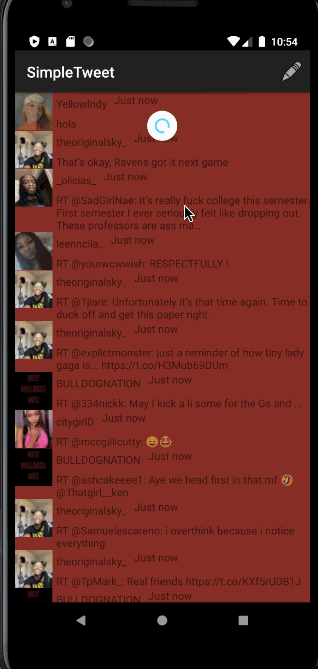 10:54
SimpleTweet
YellowIndy Just now
hola
theoriginalsky_ Just now
That's okay, Ravens got it next game
_olicias_ Just now
RT @SadGirlNae: It's really fuck college this semester.
First semester I ever seriously felt like dropping out.
These professors are ass ma…
leennciia_ Just now
RT @yourwcwwish: RESPECTFULLY !
theoriginalsky_ Just now
RT @1jiare: Unfortunately it's that time again. Time to
duck off and get this paper right.
theoriginalsky_ Just now
RT @explictmonster: just a reminder of how tiny lady
gaga is... https://t.co/H3Mub69DUm
BULLDOGNATION Just now
RT @334nickk: May I kick a li some for the Gs and ...
citygirlD Just now
RT @mccgillicutty: 😀🤩
BULLDOGNATION Just now
RT @ashcakeeee1: Aye we head first in that mf 🤣
@Thatgirl__ken
theoriginalsky_ Just now
RT @Samuelescareno: i overthink because i notice
everything
theoriginalsky_ Just now
RT @TpMark_: Real friends https://t.co/KXf5rUDB1J
BULLDOGNATION Just now